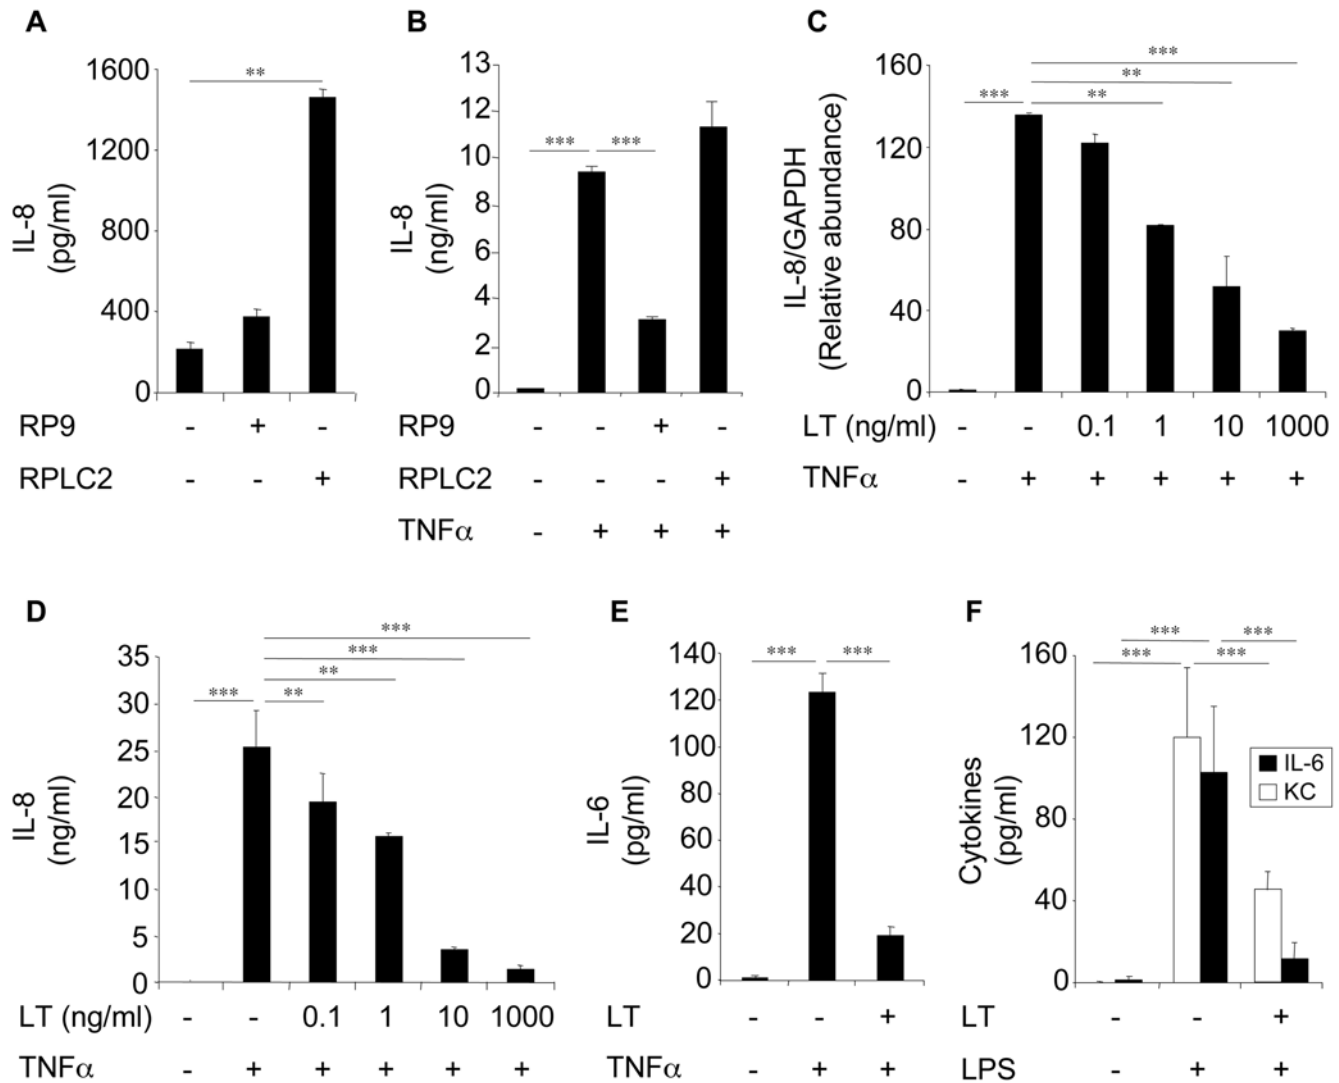 A
1600
1200
800
400
0
IL-8
(pg/ml)
**
RP9 - + -
RPLC2 - - +
B
13
12
10
8
6
4
2
0
IL-8
(ng/ml)
*** ***
RP9 - - + -
RPLC2 - - - +
TNFα - + + +
C
160
120
80
40
0
IL-8/GAPDH
(Relative abundance)
***
**
*** **
LT (ng/ml) - - 0.1 1 10 1000
TNFα - + + + + +
D
35
30
25
20
15
10
5
0
IL-8
(ng/ml)
***
***
**
*** **
LT (ng/ml) - - 0.1 1 10 1000
TNFα - + + + + +
E
140
120
100
80
60
40
20
0
IL-6
(pg/ml)
*** ***
LT - - +
TNFα - + +
F
160
120
80
40
0
Cytokines
(pg/ml)
*** ***
*** ***
IL-6
KC
LT - - +
LPS - + +